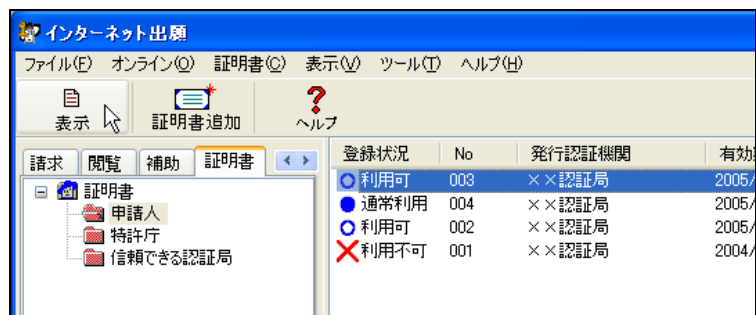 インターネット出願
ファイル(F) オンライン(O) 証明書(C) 表示(V) ツール(T) ヘルプ(H)
表示 証明書追加 ヘルプ
請求 閲覧 補助 証明書
証明書
申請人
特許庁
信頼できる認証局
登録状況 No 発行認証機関 有効
利用可 003 ××認証局 2005/
通常利用 004 ××認証局 2005/
利用可 002 ××認証局 2005/
利用不可 001 ××認証局 2004/